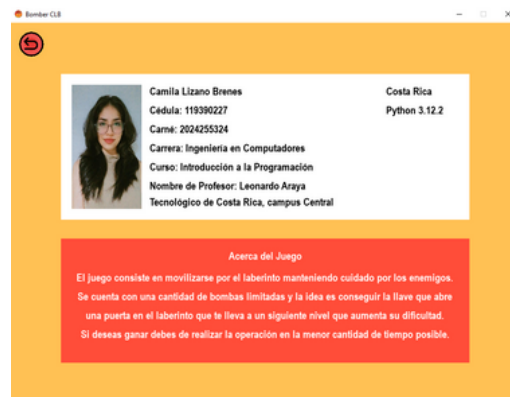 Bomber CLB
Camila Lizano Brenes
Costa Rica
Cédula: 119390227
Python 3.12.2
Carné: 2024255324
Carrera: Ingeniería en Computadores
Curso: Introducción a la Programación
Nombre de Profesor: Leonardo Araya
Tecnológico de Costa Rica, campus Central
Acerca del Juego
El juego consiste en movilizarse por el laberinto manteniendo cuidado por los enemigos.
Se cuenta con una cantidad de bombas limitadas y la idea es conseguir la llave que abre
una puerta en el laberinto que te lleva a un siguiente nivel que aumenta su dificultad.
Si deseas ganar debes de realizar la operación en la menor cantidad de tiempo posible.